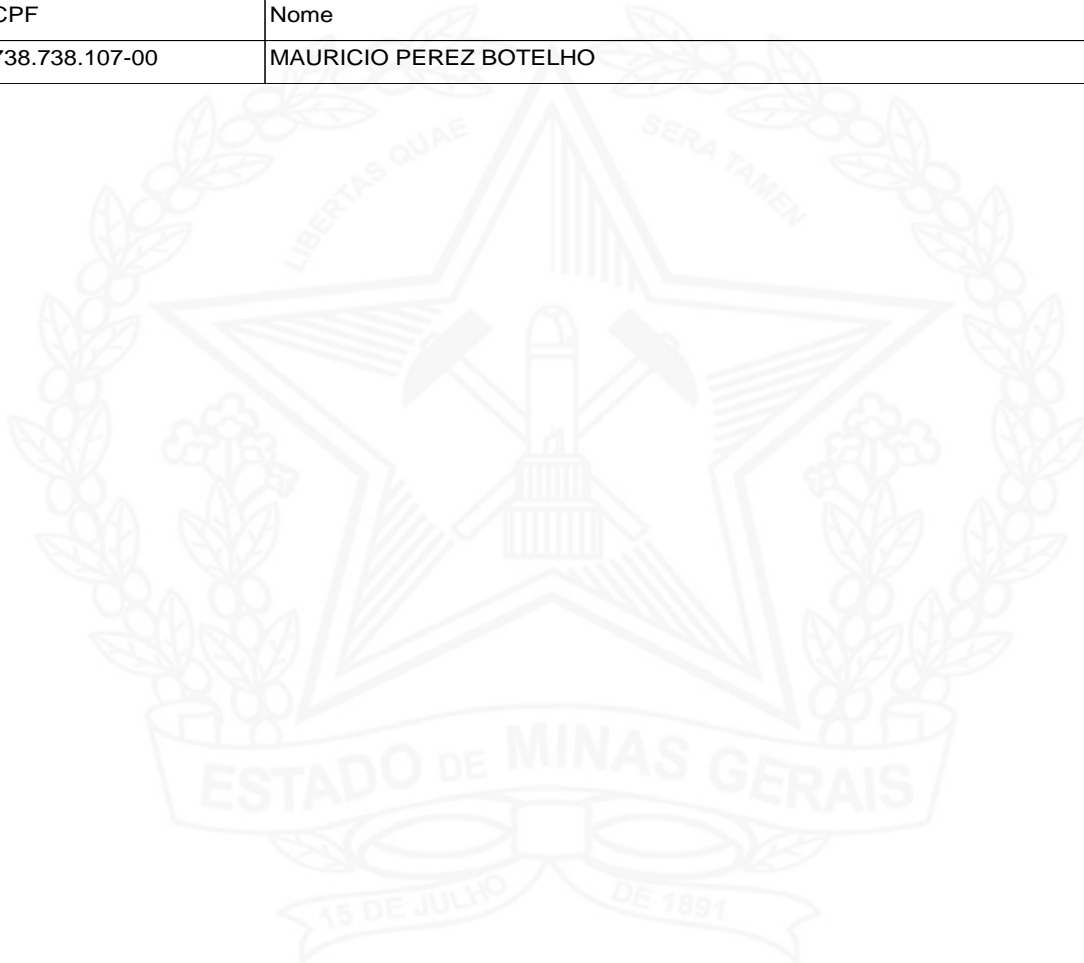 CPF Nome
738.738.107-00 MAURICIO PEREZ BOTELHO
LIBERTAS QUAE SERA TAMEN
ESTADO DE MINAS GERAIS
15 DE JULHO DE 1891